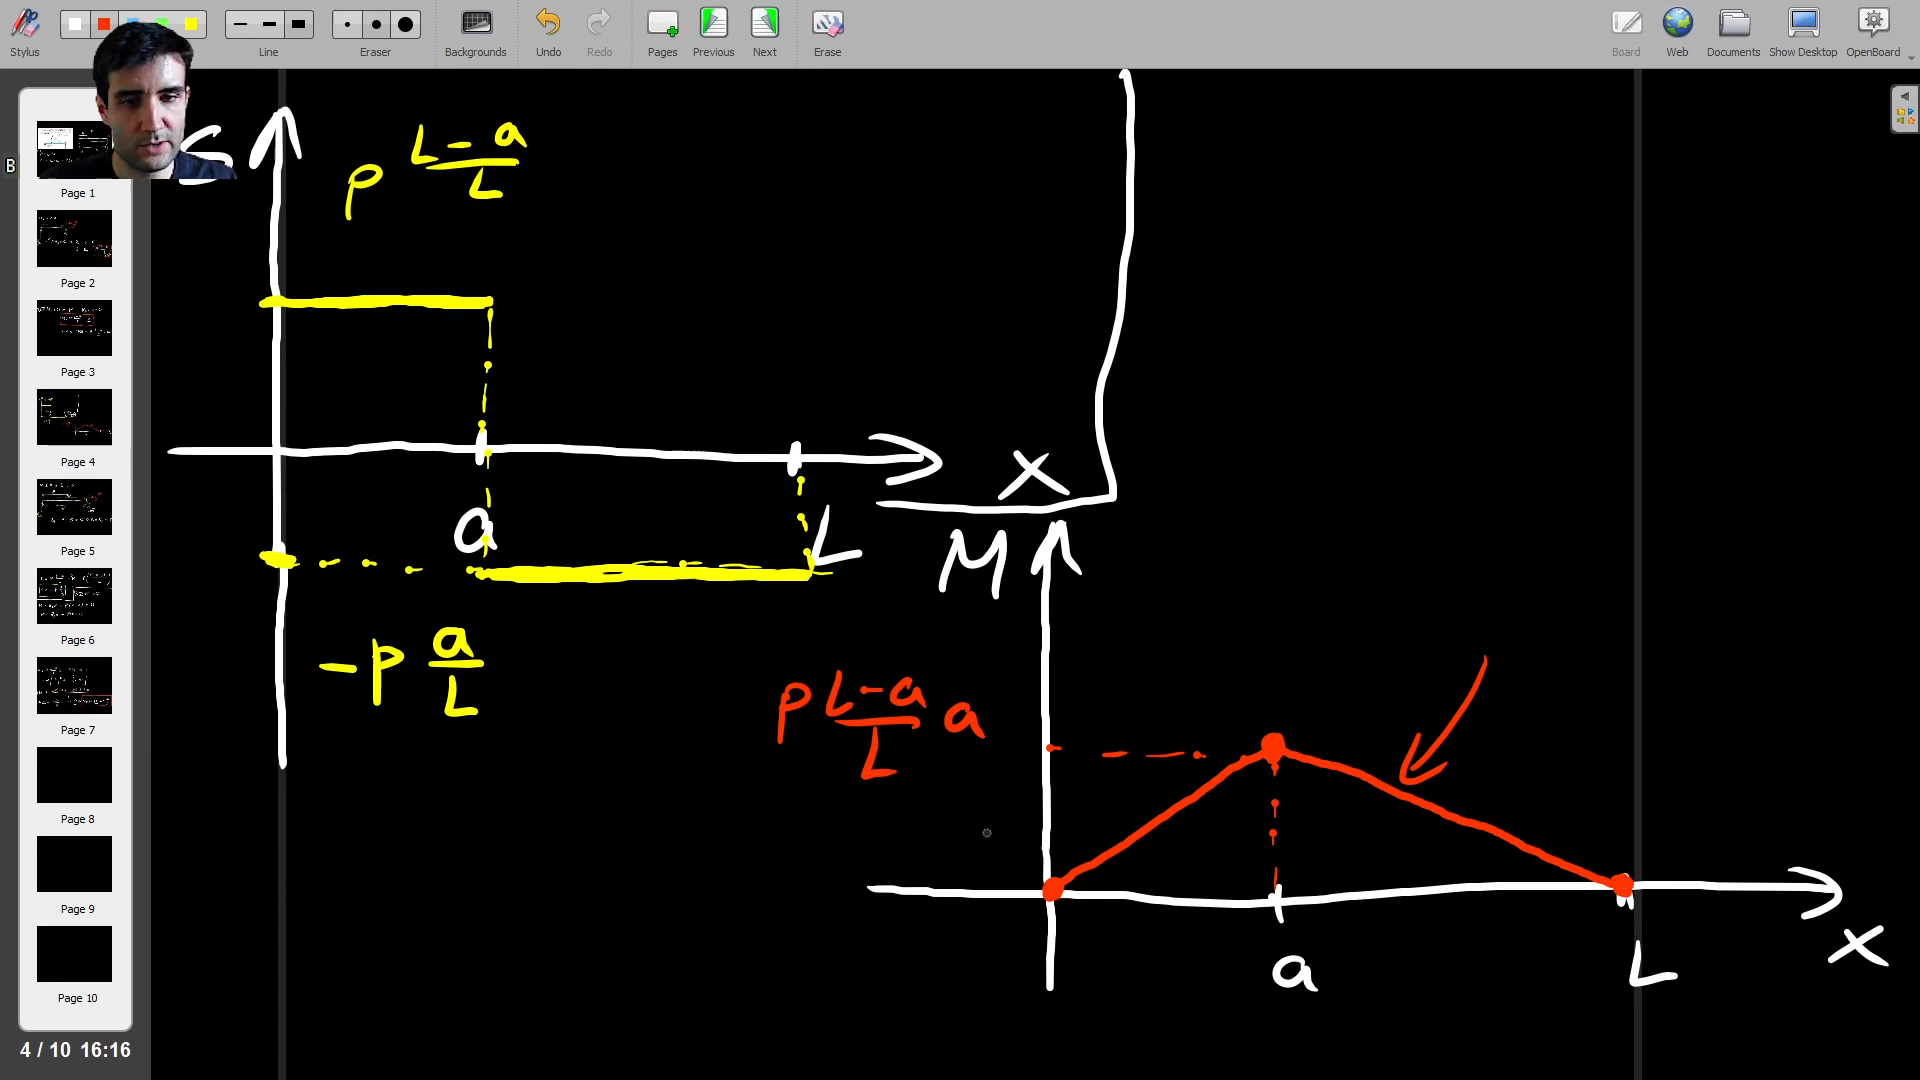 Stylus
Line
Eraser
Backgrounds
Undo
Redo
Pages
Previous
Next
Erase
Board
Web
Documents
Show Desktop
OpenBoard
B
Page 1
Page 2
Page 3
Page 4
Page 5
Page 6
Page 7
Page 8
Page 9
Page 10
4 / 10 16:16
S
P (L - a)/L
a
L
X
- P a/L
M
P (L - a)/L a
a
L
X